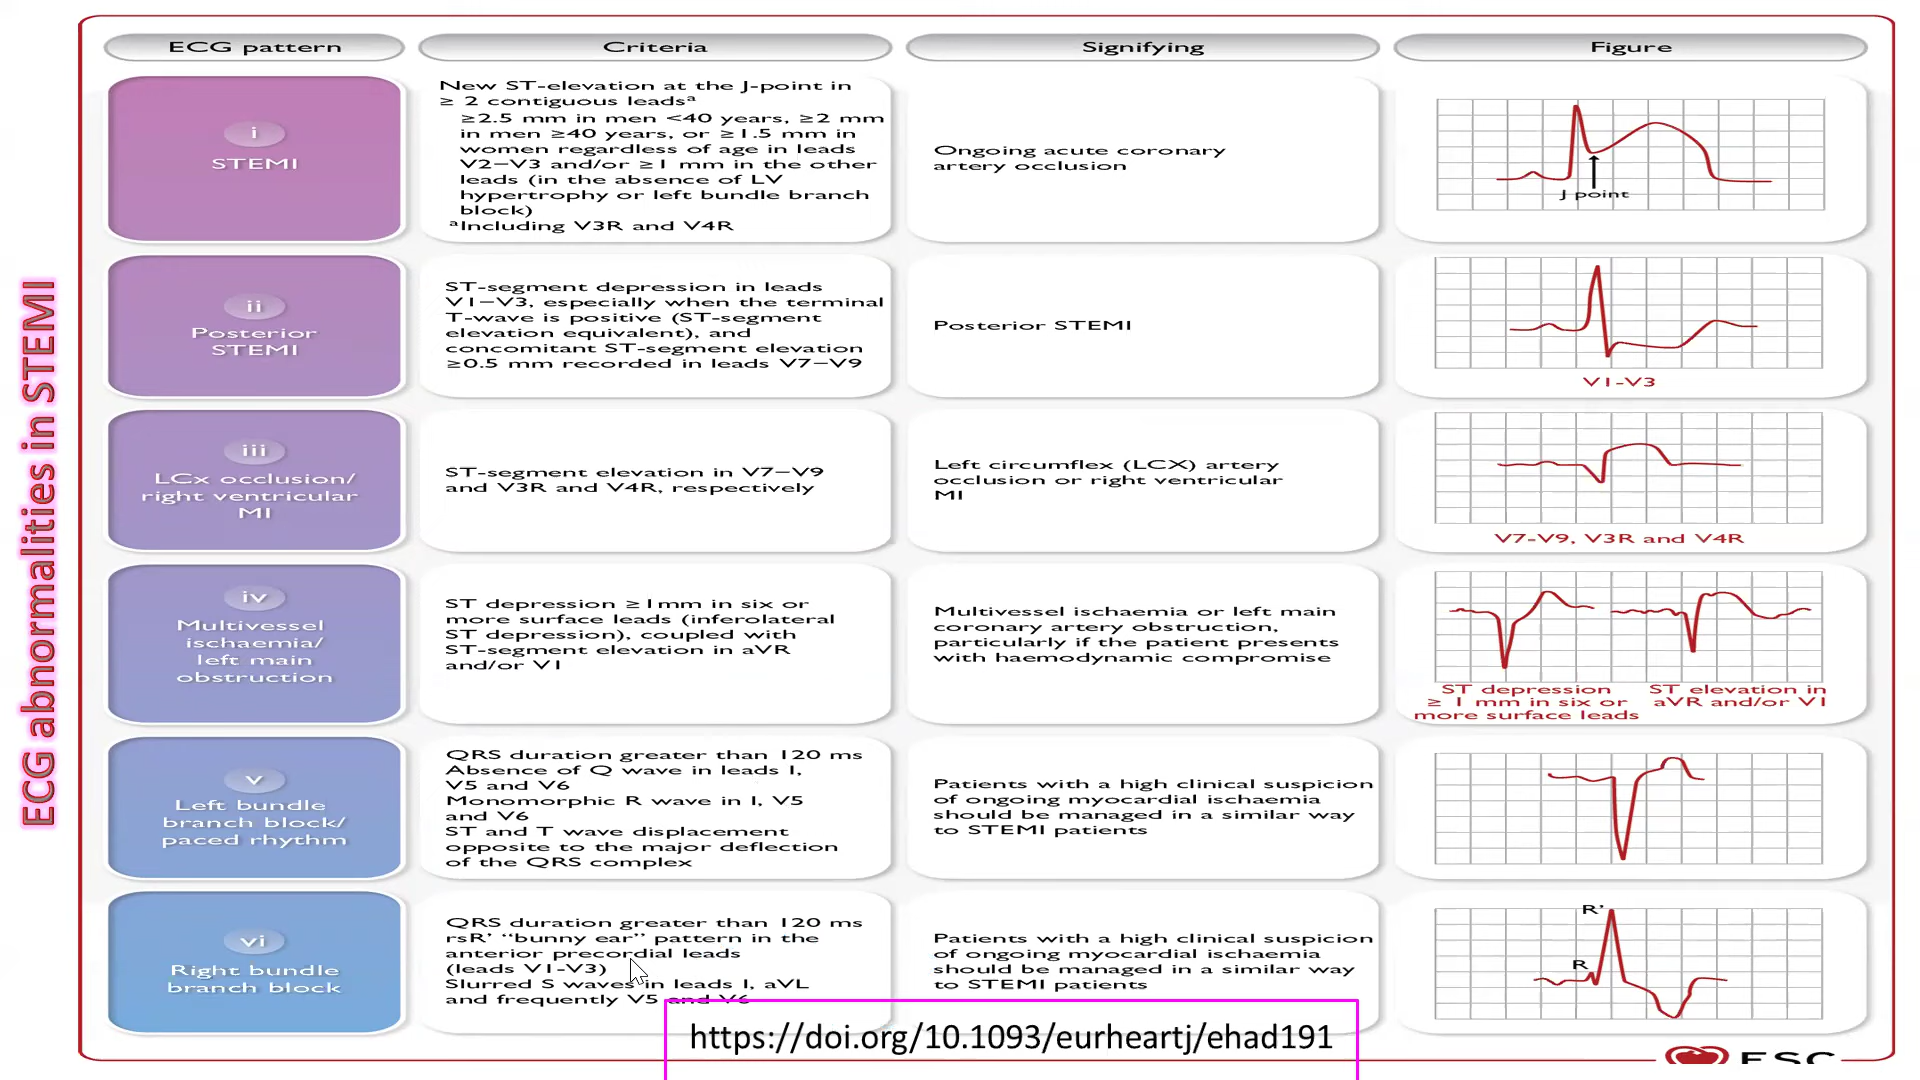 ECG abnormalities in STEMI
ECG pattern
Criteria
Signifying
Figure
i
STEMI
New ST-elevation at the J-point in
≥ 2 contiguous leadsᵃ
≥2.5 mm in men <40 years, ≥2 mm
in men ≥40 years, or ≥1.5 mm in
women regardless of age in leads
V2–V3 and/or ≥1 mm in the other
leads (in the absence of LV
hypertrophy or left bundle branch
block)
ᵃIncluding V3R and V4R
Ongoing acute coronary
artery occlusion
J point
ii
Posterior
STEMI
ST-segment depression in leads
V1–V3, especially when the terminal
T-wave is positive (ST-segment
elevation equivalent), and
concomitant ST-segment elevation
≥0.5 mm recorded in leads V7–V9
Posterior STEMI
V1-V3
iii
LCx occlusion/
right ventricular
MI
ST-segment elevation in V7–V9
and V3R and V4R, respectively
Left circumflex (LCX) artery
occlusion or right ventricular
MI
V7-V9, V3R and V4R
iv
Multivessel
ischaemia/
left main
obstruction
ST depression ≥1mm in six or
more surface leads (inferolateral
ST depression), coupled with
ST-segment elevation in aVR
and/or V1
Multivessel ischaemia or left main
coronary artery obstruction,
particularly if the patient presents
with haemodynamic compromise
ST depression
≥ 1 mm in six or
more surface leads
ST elevation in
aVR and/or V1
v
Left bundle
branch block/
paced rhythm
QRS duration greater than 120 ms
Absence of Q wave in leads I,
V5 and V6
Monomorphic R wave in I, V5
and V6
ST and T wave displacement
opposite to the major deflection
of the QRS complex
Patients with a high clinical suspicion
of ongoing myocardial ischaemia
should be managed in a similar way
to STEMI patients
vi
Right bundle
branch block
QRS duration greater than 120 ms
rsR’ “bunny ear” pattern in the
anterior precordial leads
(leads V1-V3)
Slurred S waves in leads I, aVL
and frequently V5 and V6
Patients with a high clinical suspicion
of ongoing myocardial ischaemia
should be managed in a similar way
to STEMI patients
R’
R
https://doi.org/10.1093/eurheartj/ehad191
ESC